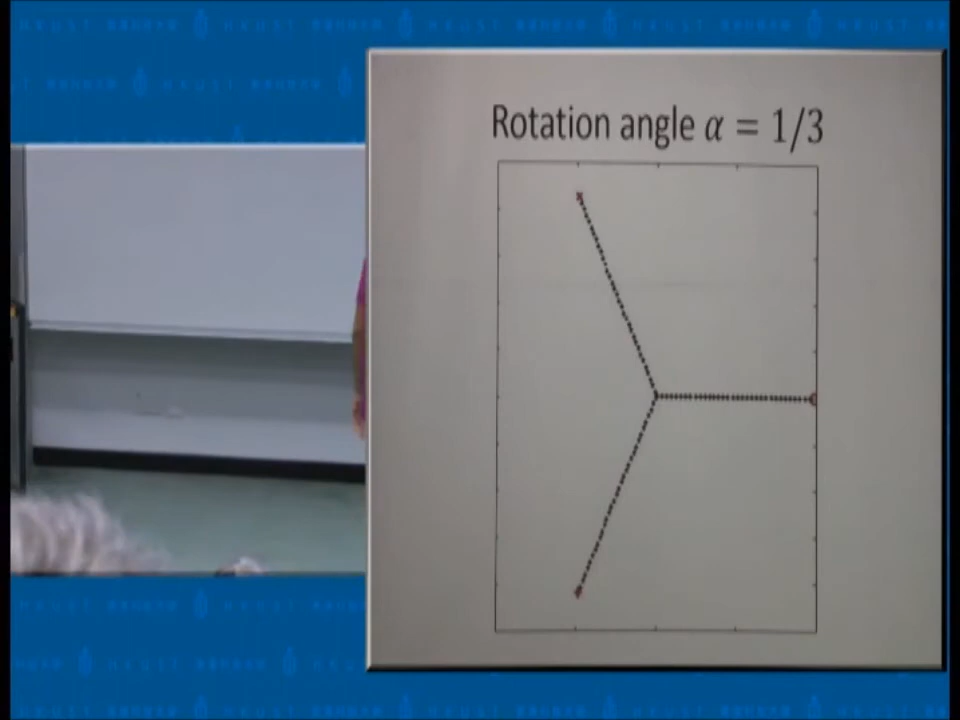 Rotation angle α = 1/3